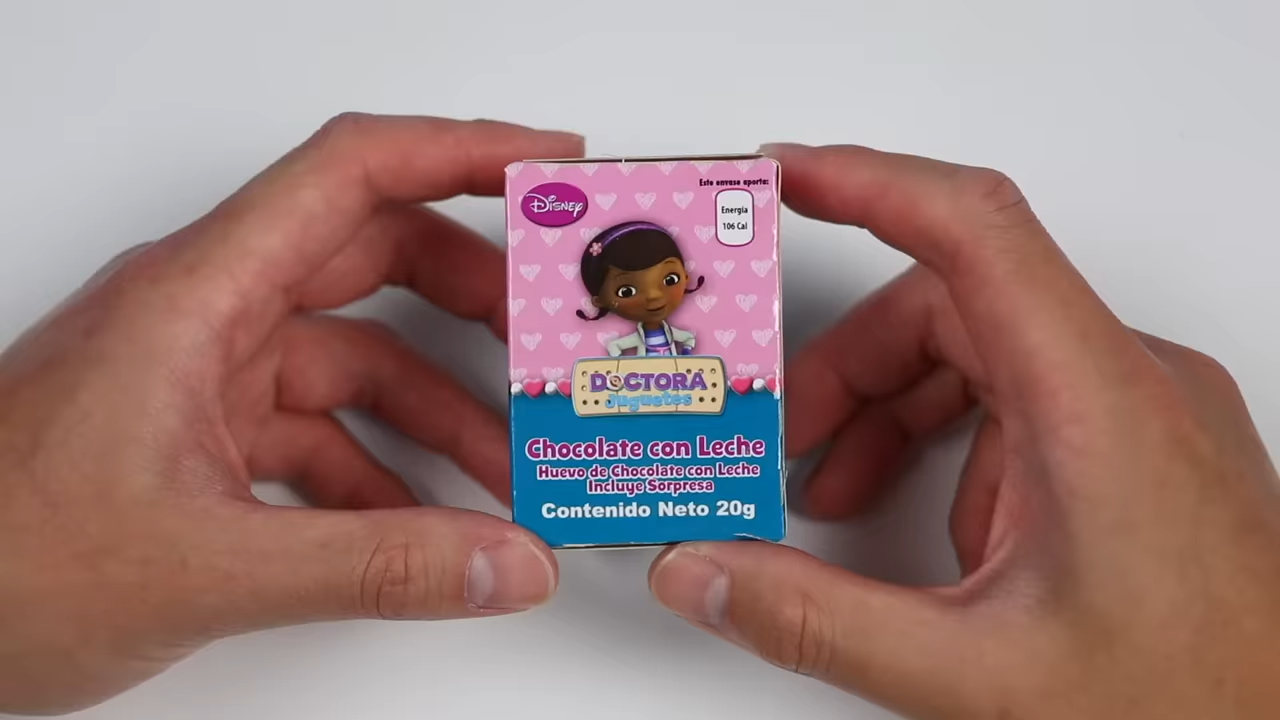 Disney
Este envase aporta:
Energía
106 Cal
DOCTORA
Juguetes
Chocolate con Leche
Huevo de Chocolate con Leche
Incluye Sorpresa
Contenido Neto 20g